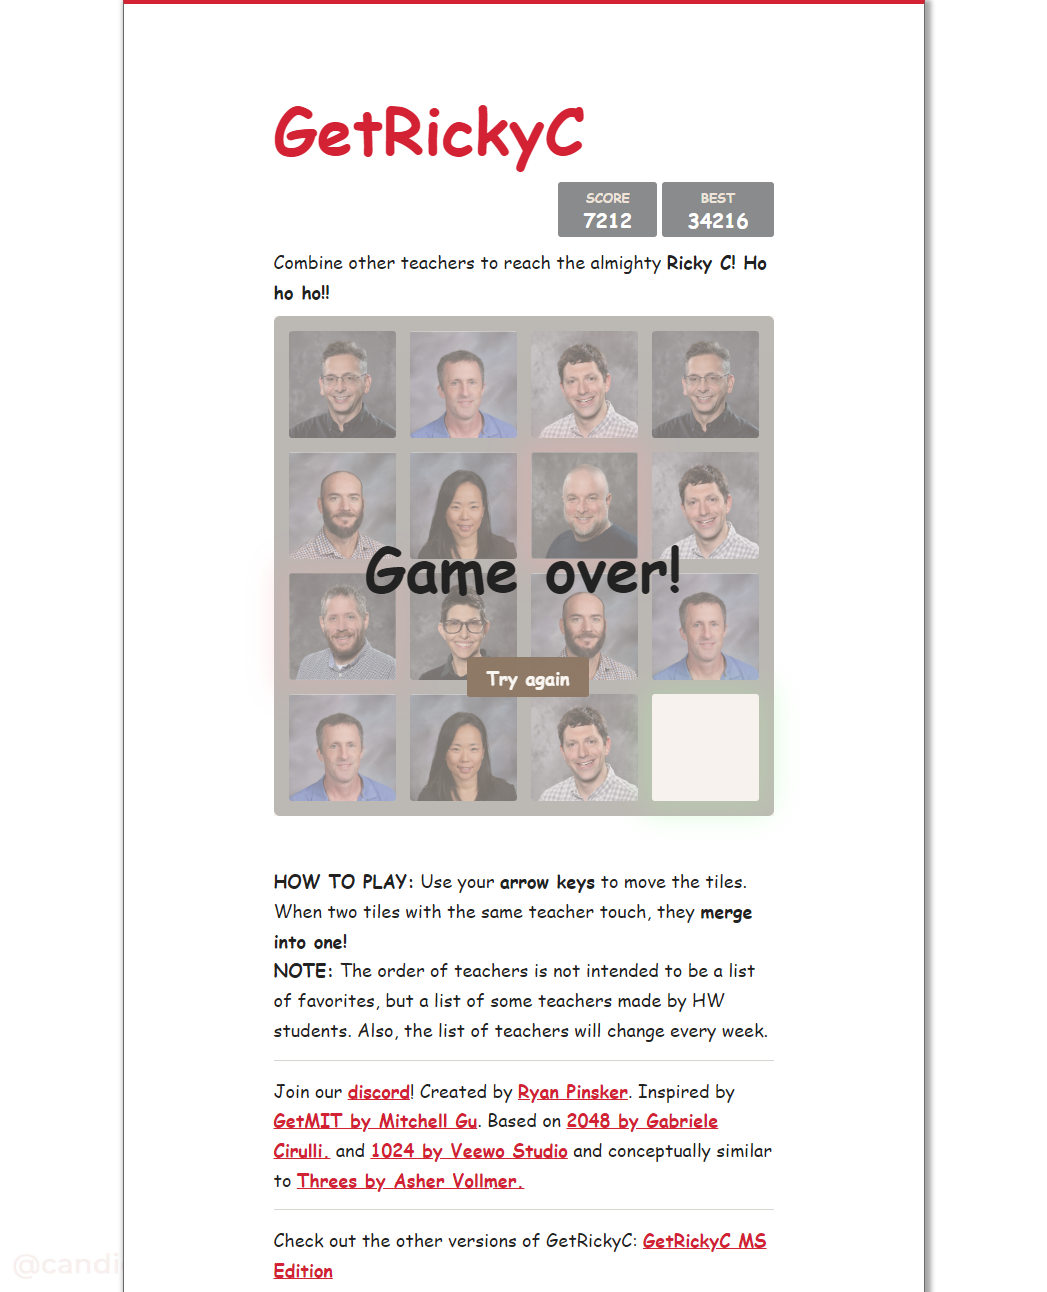 GetRickyC
SCORE
7212
BEST
34216
Combine other teachers to reach the almighty Ricky C! Ho
ho ho!!
Game over!
Try again
HOW TO PLAY: Use your arrow keys to move the tiles.
When two tiles with the same teacher touch, they merge
into one!
NOTE: The order of teachers is not intended to be a list
of favorites, but a list of some teachers made by HW
students. Also, the list of teachers will change every week.
Join our discord! Created by Ryan Pinsker. Inspired by
GetMIT by Mitchell Gu. Based on 2048 by Gabriele
Cirulli. and 1024 by Veewo Studio and conceptually similar
to Threes by Asher Vollmer.
Check out the other versions of GetRickyC: GetRickyC MS
Edition